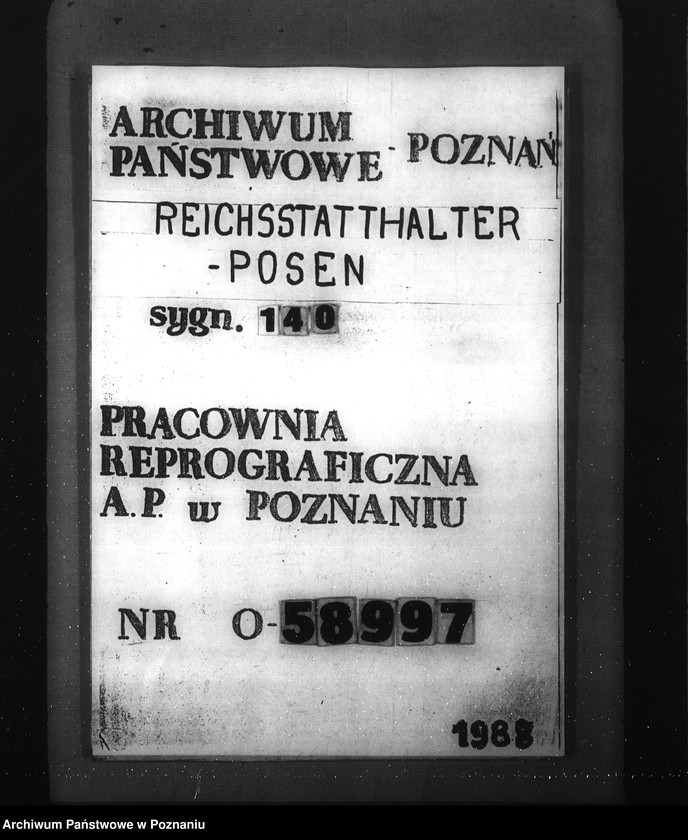 ARCHIWUM
PAŃSTWOWE - POZNAŃ
REICHSSTATTHALTER
-POSEN
sygn. 140
PRACOWNIA
REPROGRAFICZNA
A.P. w POZNANIU
NR O-58997
1988
Archiwum Państwowe w Poznaniu